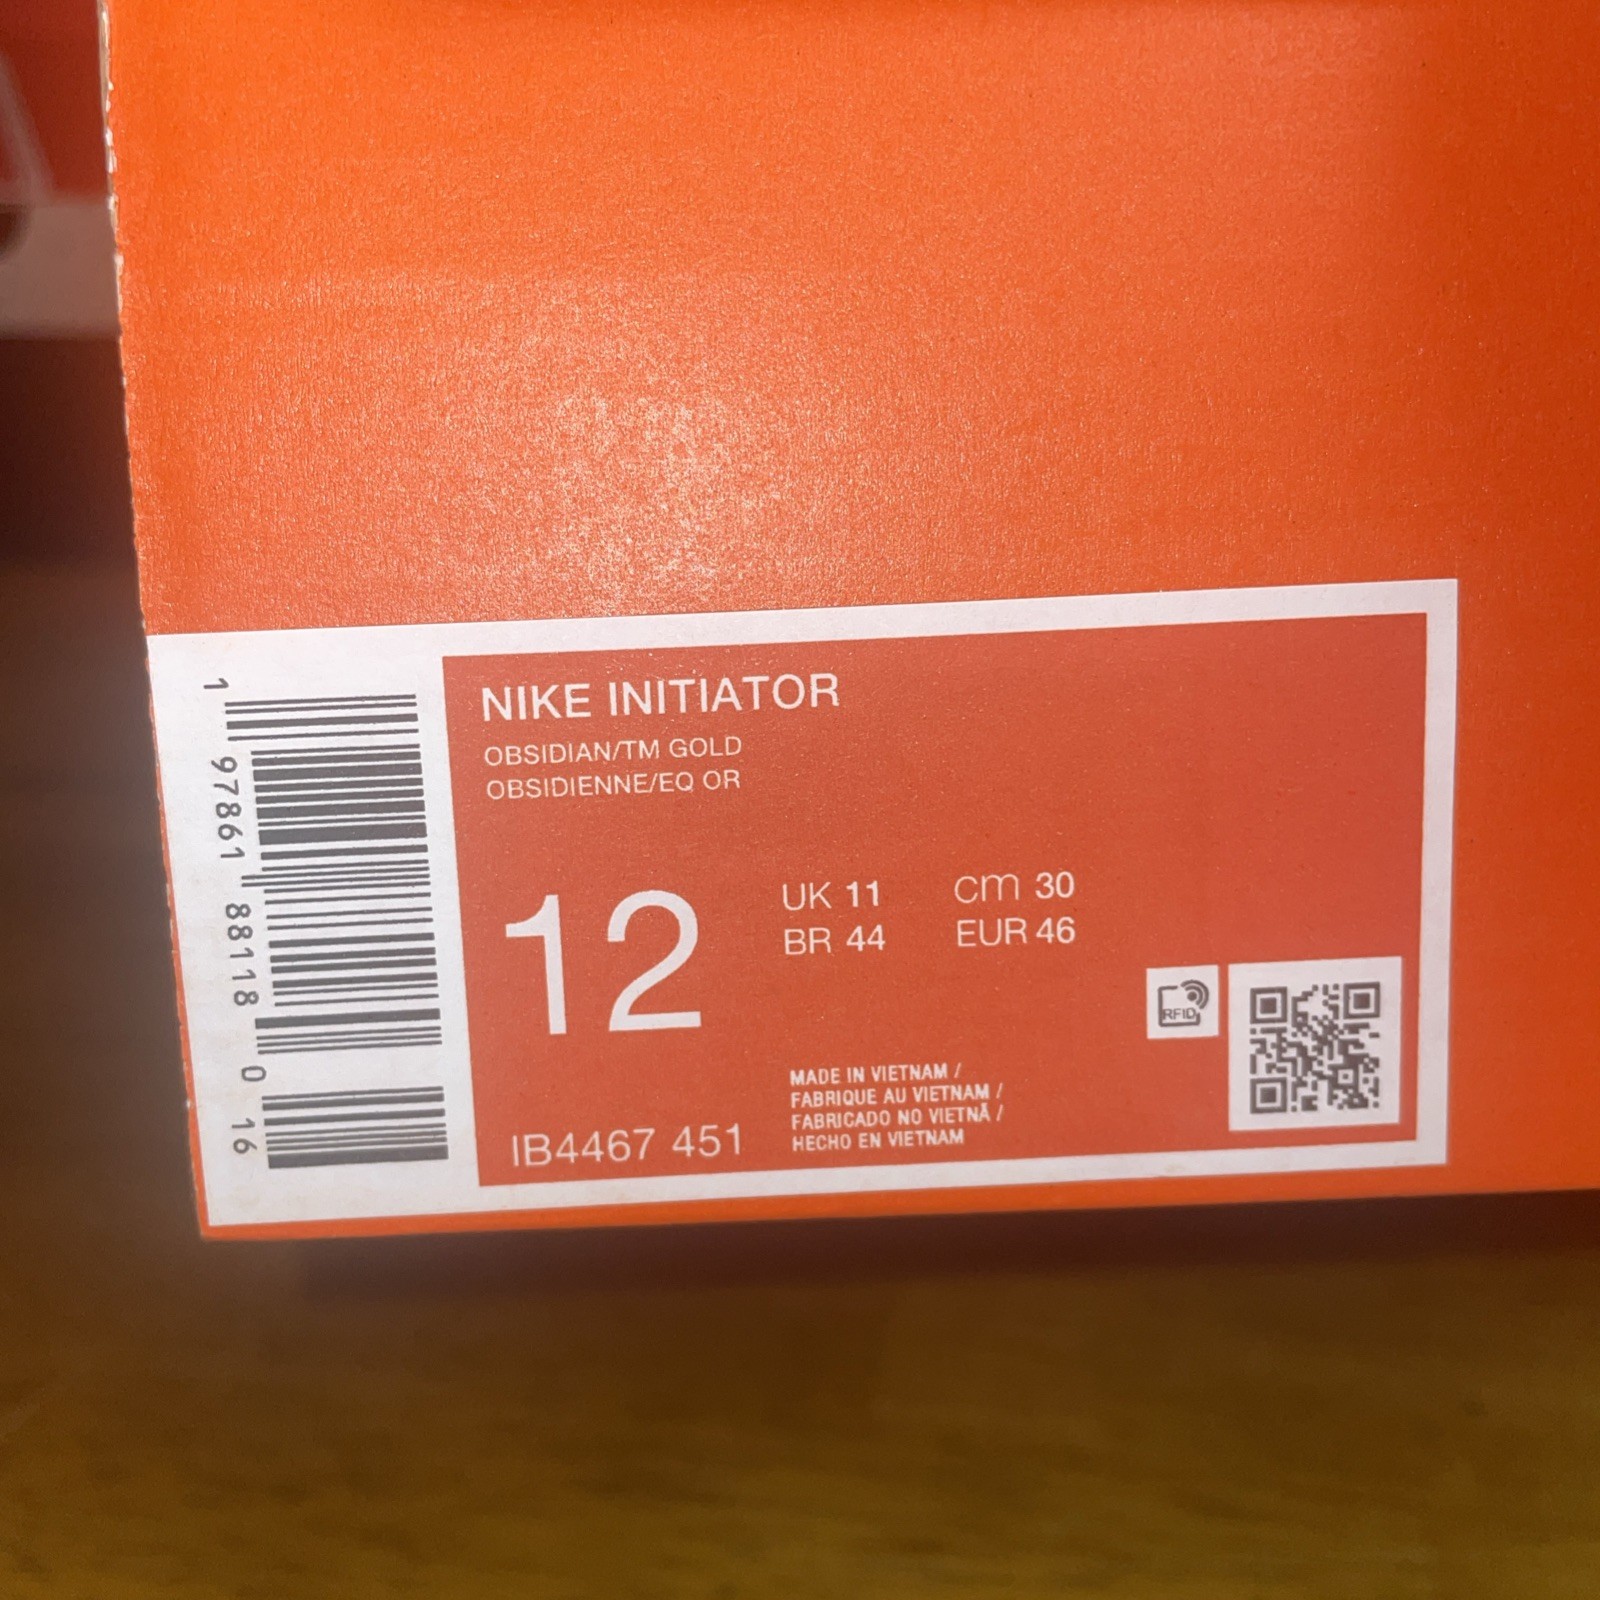 NIKE INITIATOR
OBSIDIAN/TM GOLD
OBSIDIENNE/EQ OR
12
UK 11
cm 30
BR 44
EUR 46
MADE IN VIETNAM /
FABRIQUE AU VIETNAM /
FABRICADO NO VIETNÃ /
HECHO EN VIETNAM
IB4467 451
RFID
1 97861 88118 0 16